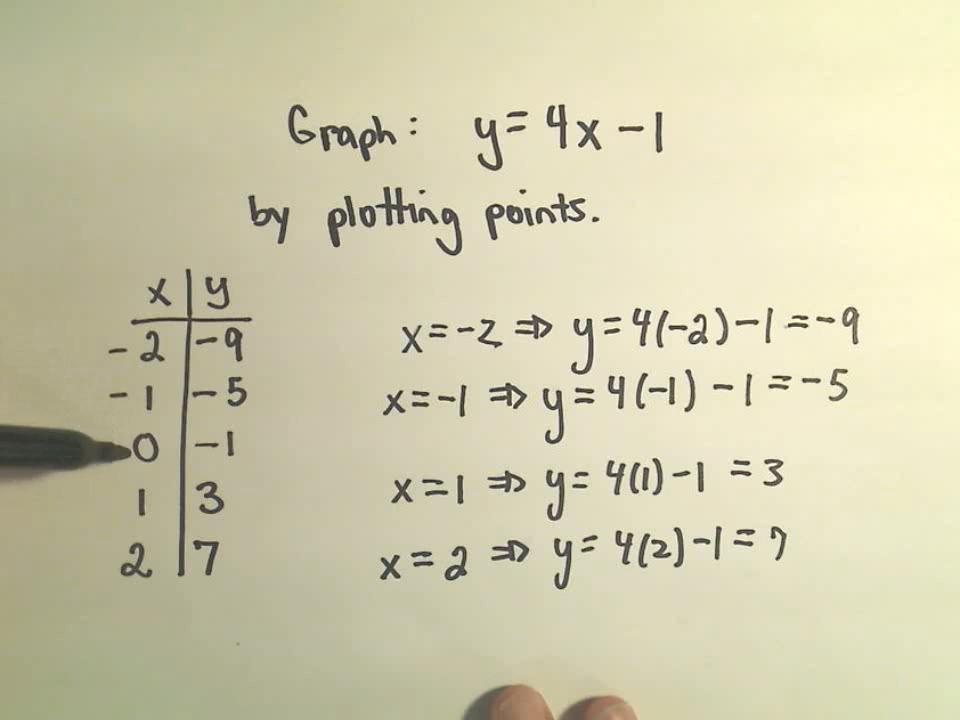 Graph: y = 4x - 1
by plotting points.
x | y
-2 | -9
-1 | -5
0 | -1
1 | 3
2 | 7
x = -2 ⇒ y = 4(-2) - 1 = -9
x = -1 ⇒ y = 4(-1) - 1 = -5
x = 1 ⇒ y = 4(1) - 1 = 3
x = 2 ⇒ y = 4(2) - 1 = 7